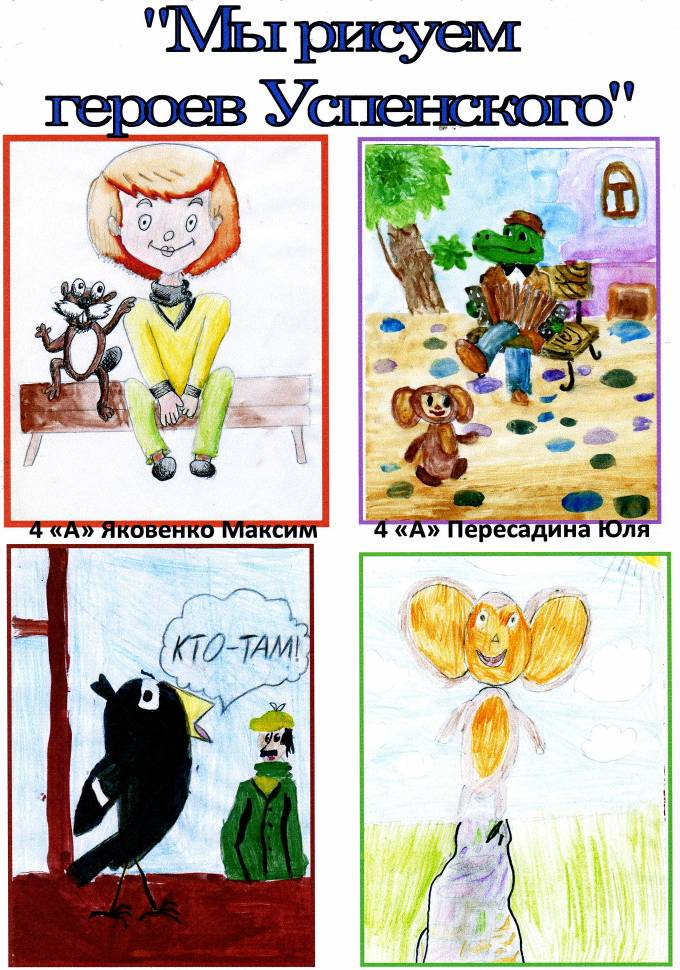 "Мы рисуем
героев Успенского"
4 «А» Яковенко Максим
4 «А» Пересадина Юля
КТО-ТАМ!